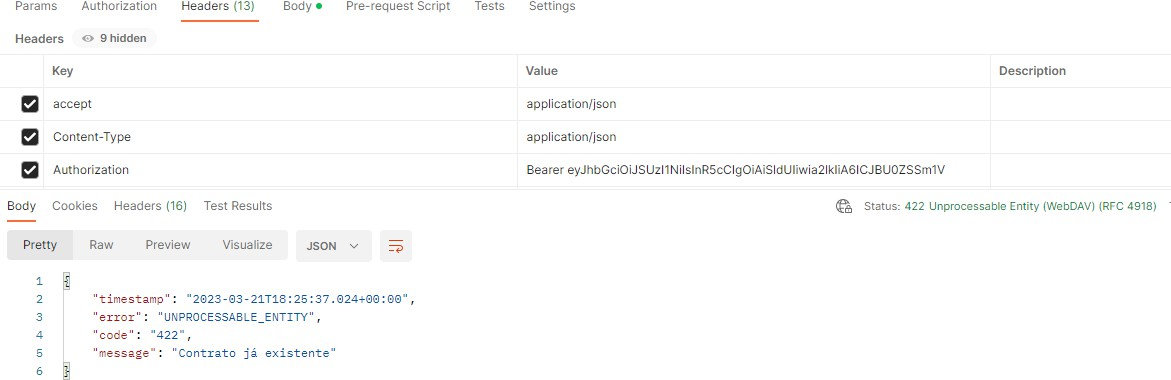 Params Authorization Headers (13) Body Pre-request Script Tests Settings
Headers 9 hidden
Key Value Description
accept application/json
Content-Type application/json
Authorization Bearer eyJhbGciOiJSUzI1NiIsInR5cCIgOiAiSldUIiwia2lkIiA6ICJBU0ZSSm1V
Body Cookies Headers (16) Test Results Status: 422 Unprocessable Entity (WebDAV) (RFC 4918)
Pretty Raw Preview Visualize JSON
1 {
2 "timestamp": "2023-03-21T18:25:37.024+00:00",
3 "error": "UNPROCESSABLE_ENTITY",
4 "code": "422",
5 "message": "Contrato já existente"
6 }